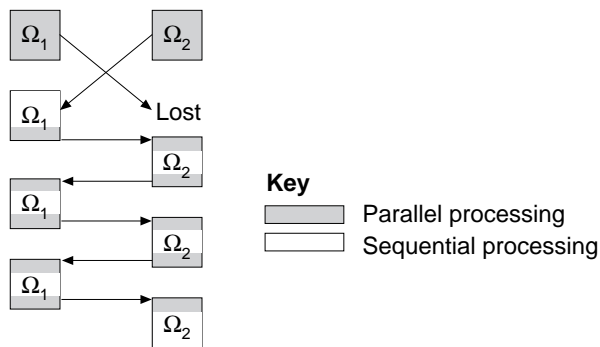 Ω1 Ω2
Ω1 Lost
Ω2
Ω1
Ω2
Ω1
Ω2
Key
Parallel processing
Sequential processing